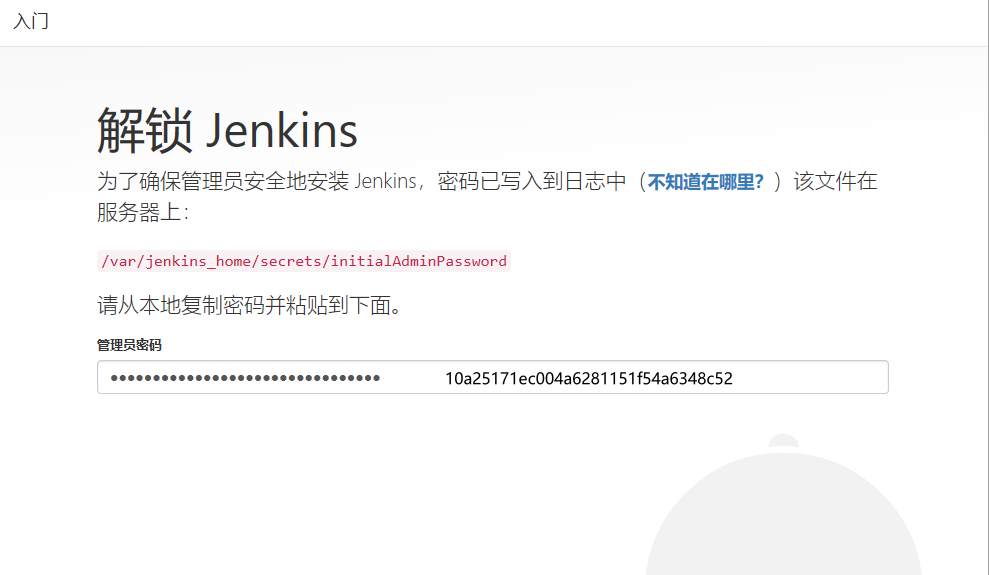 入门
解锁 Jenkins
为了确保管理员安全地安装 Jenkins，密码已写入到日志中（不知道在哪里？）该文件在
服务器上：
/var/jenkins_home/secrets/initialAdminPassword
请从本地复制密码并粘贴到下面。
管理员密码
•••••••••••••••••••••••••••••••• 10a25171ec004a6281151f54a6348c52